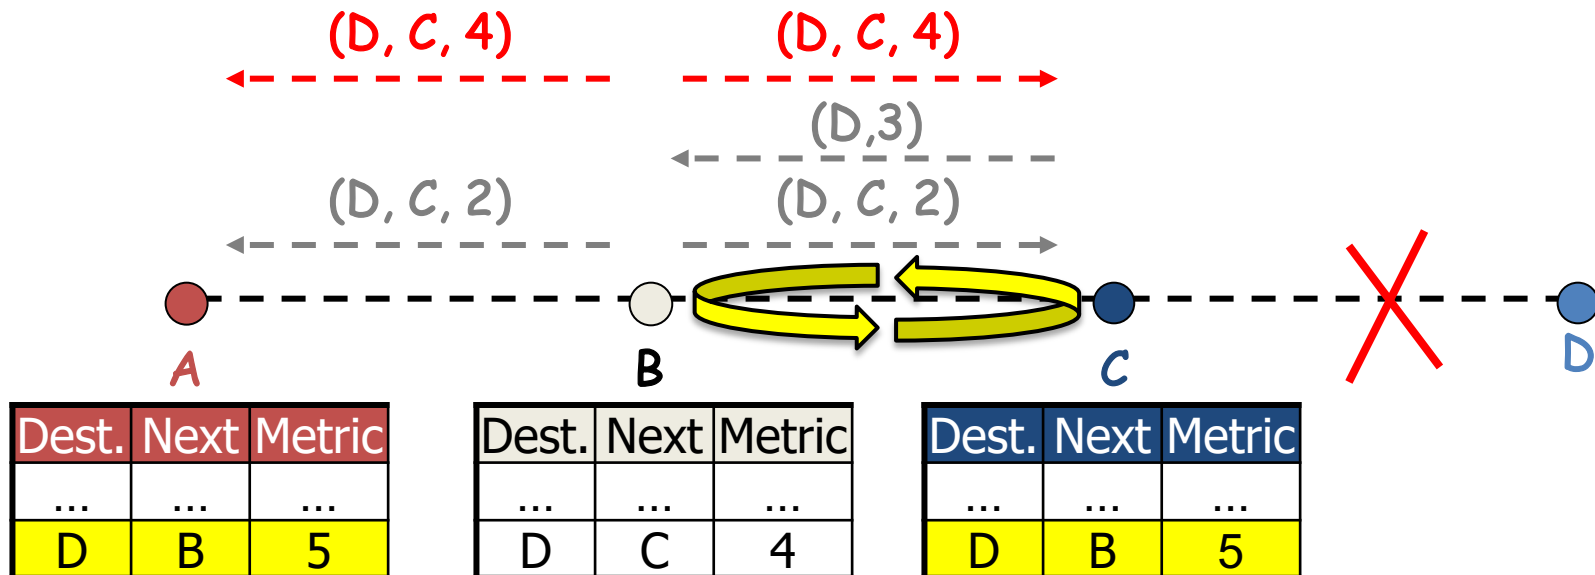 (D, C, 4) (D, C, 4)
(D,3)
(D, C, 2) (D, C, 2)
A B C D
Dest. Next Metric Dest. Next Metric Dest. Next Metric
... ... ... ... ... ... ... ... ...
D B 5 D C 4 D B 5